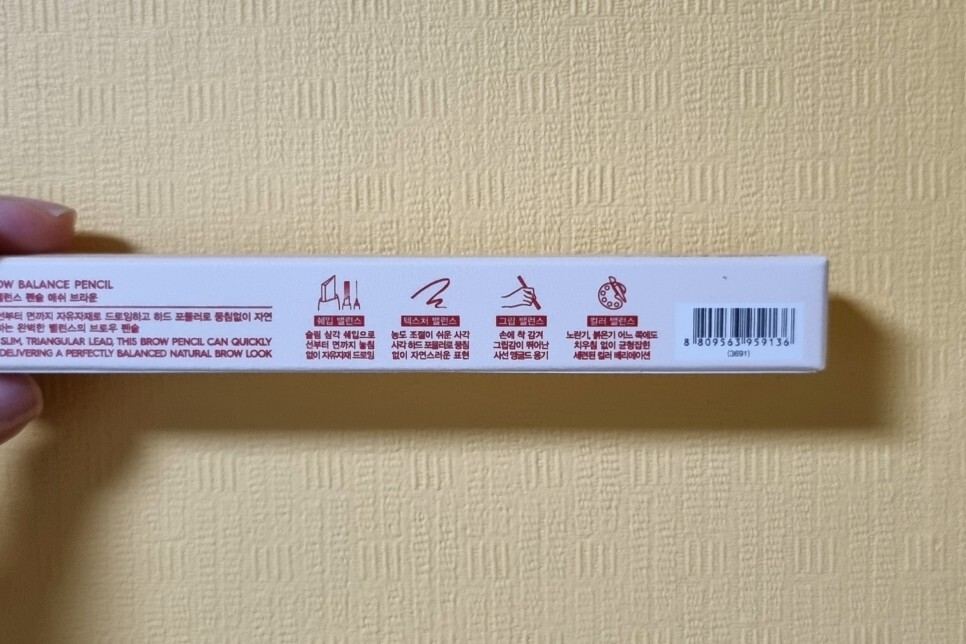 OW BALANCE PENCIL
밸런스 펜슬 애쉬 브라운
선부터 면까지 자유자재로 드로잉하고 하드 포뮬러로 뭉침없이 자연
하는 완벽한 밸런스의 브로우 펜슬
SLIM, TRIANGULAR LEAD, THIS BROW PENCIL CAN QUICKLY
DELIVERING A PERFECTLY BALANCED NATURAL BROW LOOK
쉐입 밸런스
슬림 삼각 쉐입으로
선부터 면까지 놓침
없이 자유자재 드로잉
텍스처 밸런스
농도 조절이 쉬운 사각
사각 하드 포뮬러로 뭉침
없이 자연스러운 표현
그립 밸런스
손에 착 감겨
그립감이 뛰어난
사선 앵글드 용기
컬러 밸런스
노란기, 붉은기 어느 쪽에도
치우침 없이 균형잡힌
세련된 컬러 베리에이션
8 809563 959136
(3691)